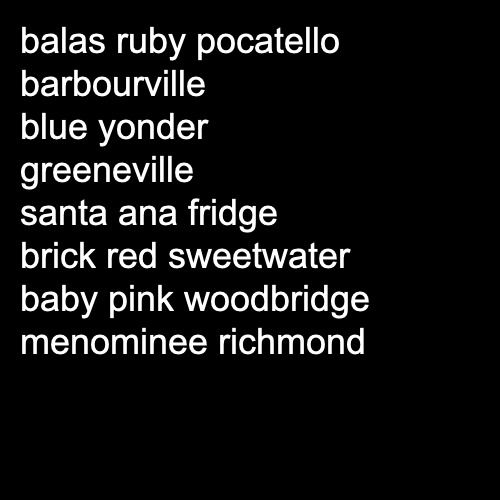 balas ruby pocatello
barbourville
blue yonder
greeneville
santa ana fridge
brick red sweetwater
baby pink woodbridge
menominee richmond